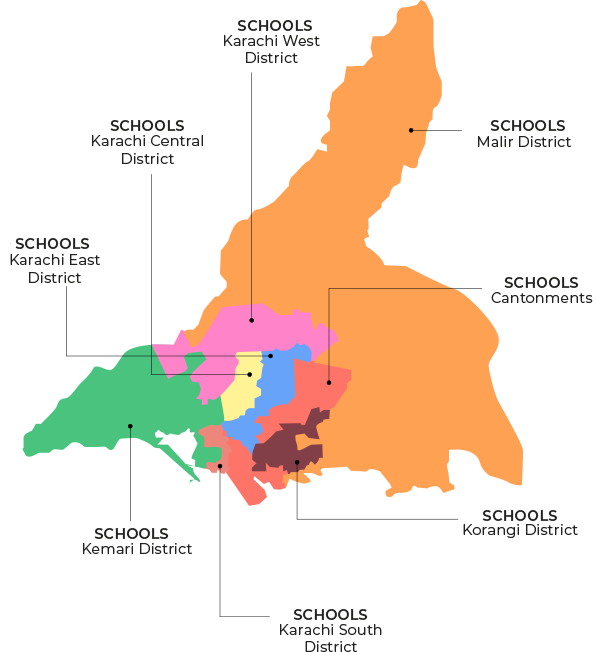 SCHOOLS
Karachi West
District
SCHOOLS
Karachi Central
District
SCHOOLS
Malir District
SCHOOLS
Karachi East
District
SCHOOLS
Cantonments
SCHOOLS
Kemari District
SCHOOLS
Korangi District
SCHOOLS
Karachi South
District